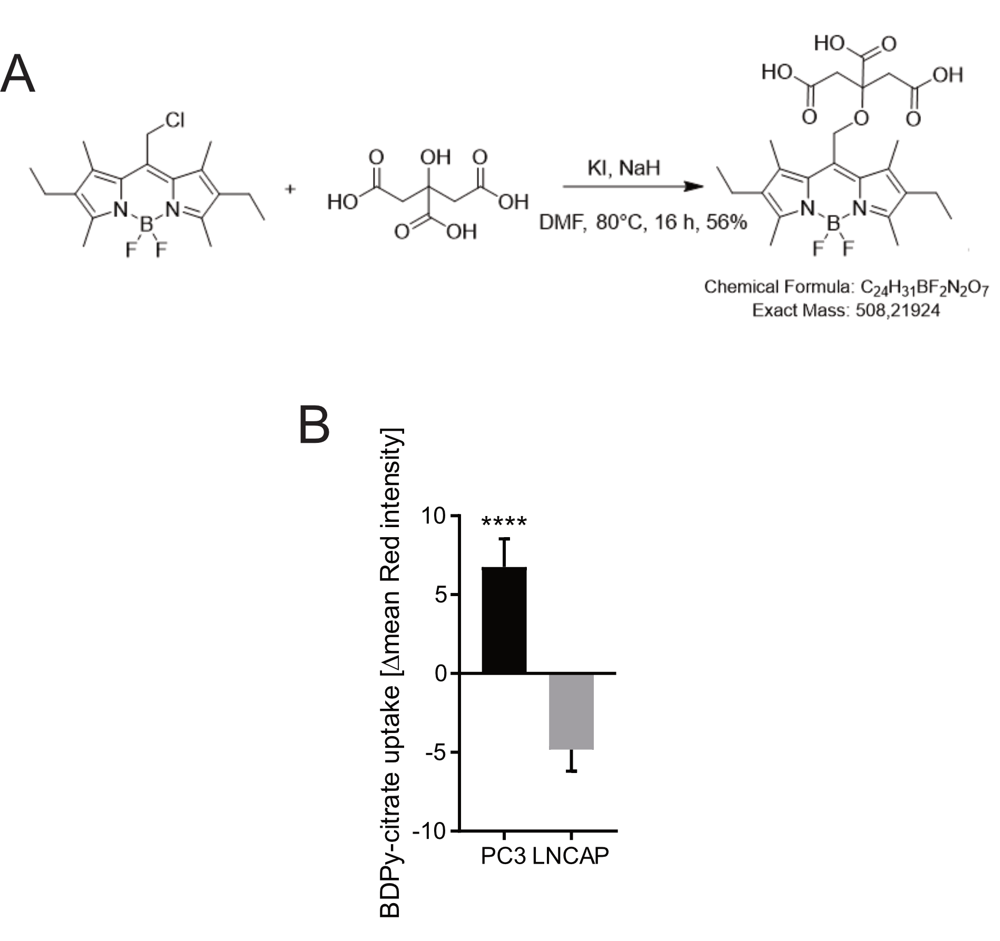 A
Cl
N
N
B
F
F
+
O
OH
O
HO
OH
O
OH
KI, NaH
DMF, 80°C, 16 h, 56%
HO
O
HO
OH
O
O
O
N
N
B
F
F
Chemical Formula: C24H31BF2N2O7
Exact Mass: 508,21924
B
BDPy-citrate uptake [Δmean Red intensity]
10
****
5
0
-5
-10
PC3 LNCAP